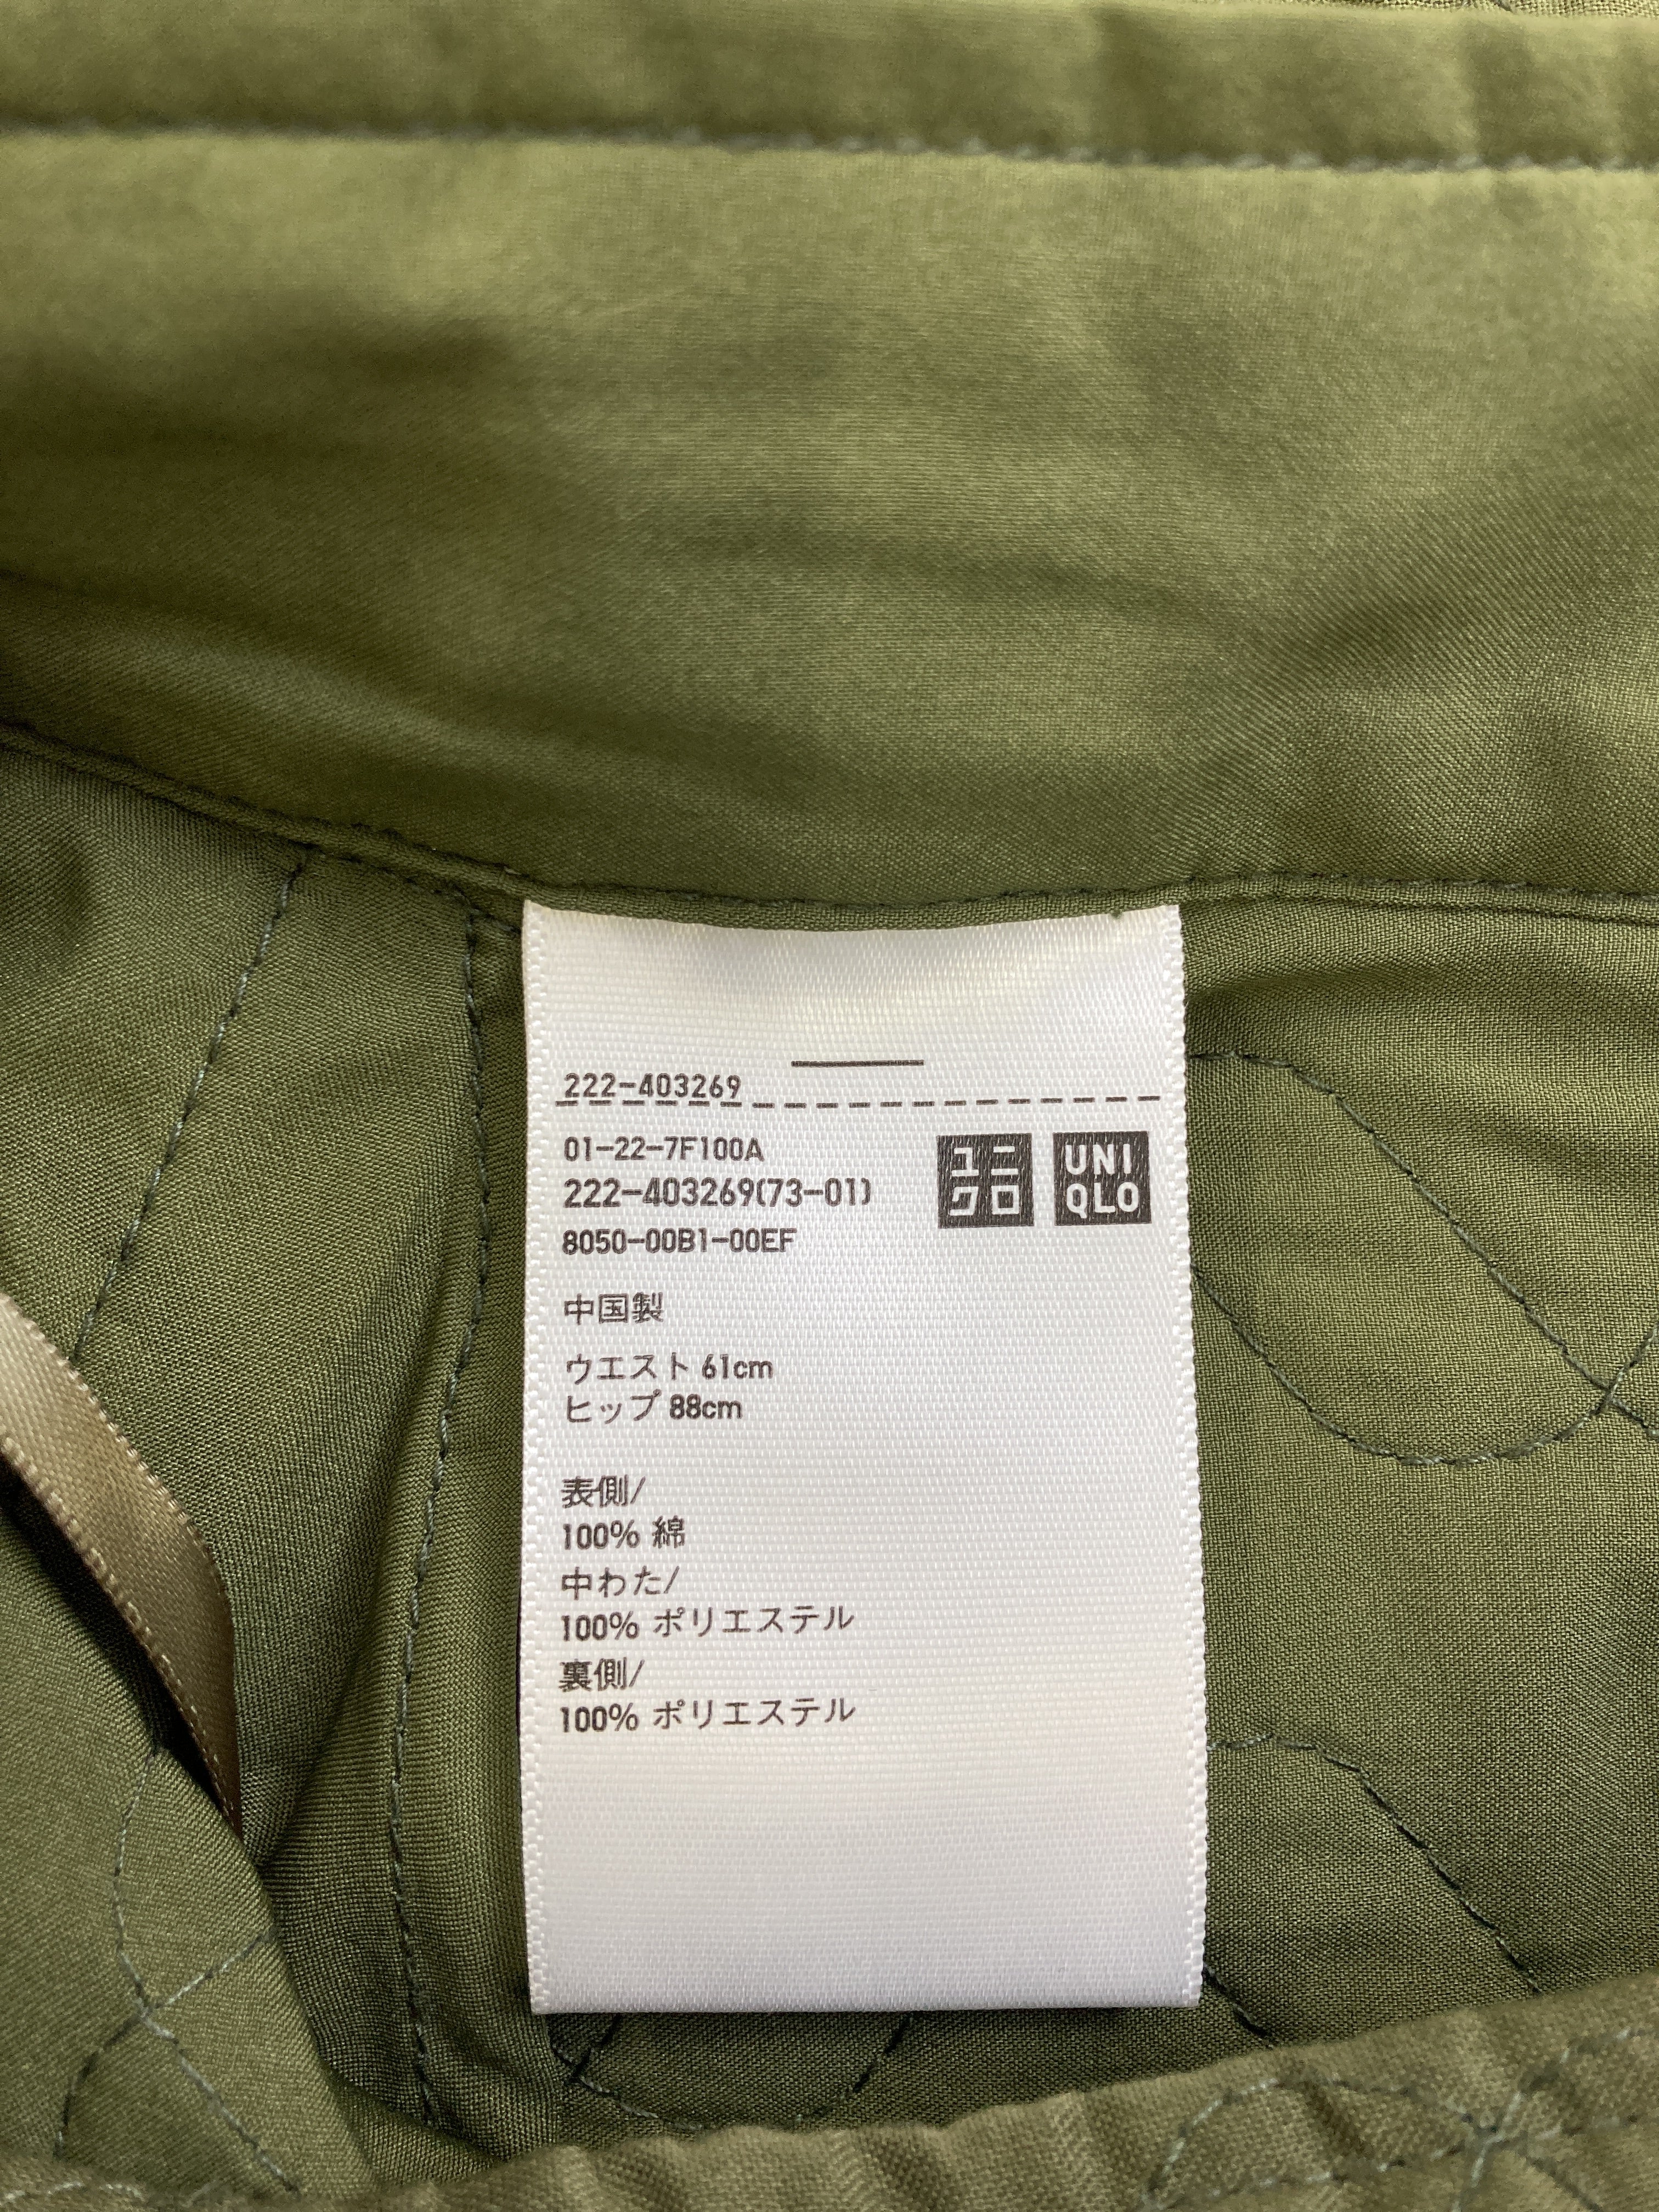 222-403269
01-22-7F100A
222-403269(73-01)
8050-00B1-00EF
ユニ
クロ
UNI
QLO
中国製
ウエスト 61cm
ヒップ 88cm
表側/
100% 綿
中わた/
100% ポリエステル
裏側/
100% ポリエステル